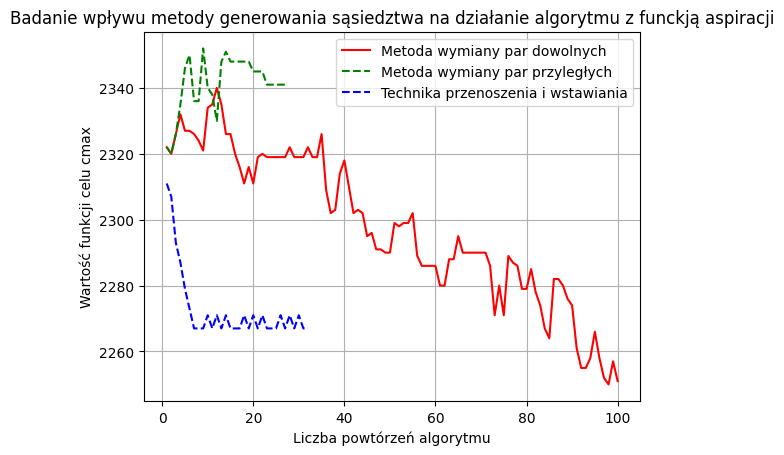 Badanie wpływu metody generowania sąsiedztwa na działanie algorytmu z funckją aspiracji
Metoda wymiany par dowolnych
Metoda wymiany par przyległych
Technika przenoszenia i wstawiania
Wartość funkcji celu cmax
2340
2320
2300
2280
2260
0 20 40 60 80 100
Liczba powtórzeń algorytmu